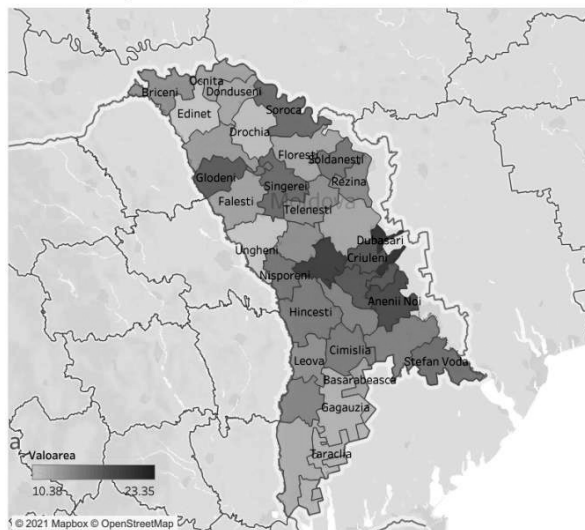 Ocnita
Briceni
Donduseni
Soroca
Edinet
Drochia
Floresti
Soldanesti
Glodeni
Singerei
Rezina
Falesti
Moldova
Telenesti
Ungheni
Dubasari
Criuleni
Nisporeni
Anenii Noi
Hincesti
Cimislia
Leova
Stefan Voda
Basarabeasca
Gagauzia
a
Taraclia
Valoarea
10.38 23.35
© 2021 Mapbox © OpenStreetMap